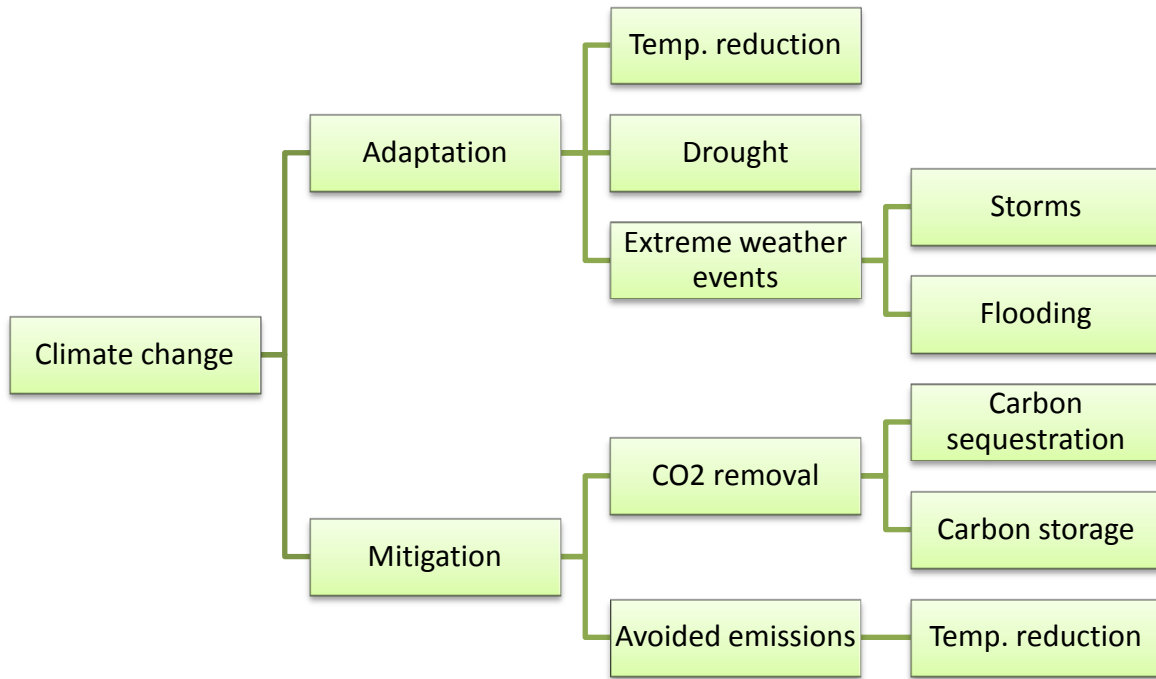 Climate change
Adaptation
Temp. reduction
Drought
Extreme weather
events
Storms
Flooding
Mitigation
CO2 removal
Carbon
sequestration
Carbon storage
Avoided emissions
Temp. reduction